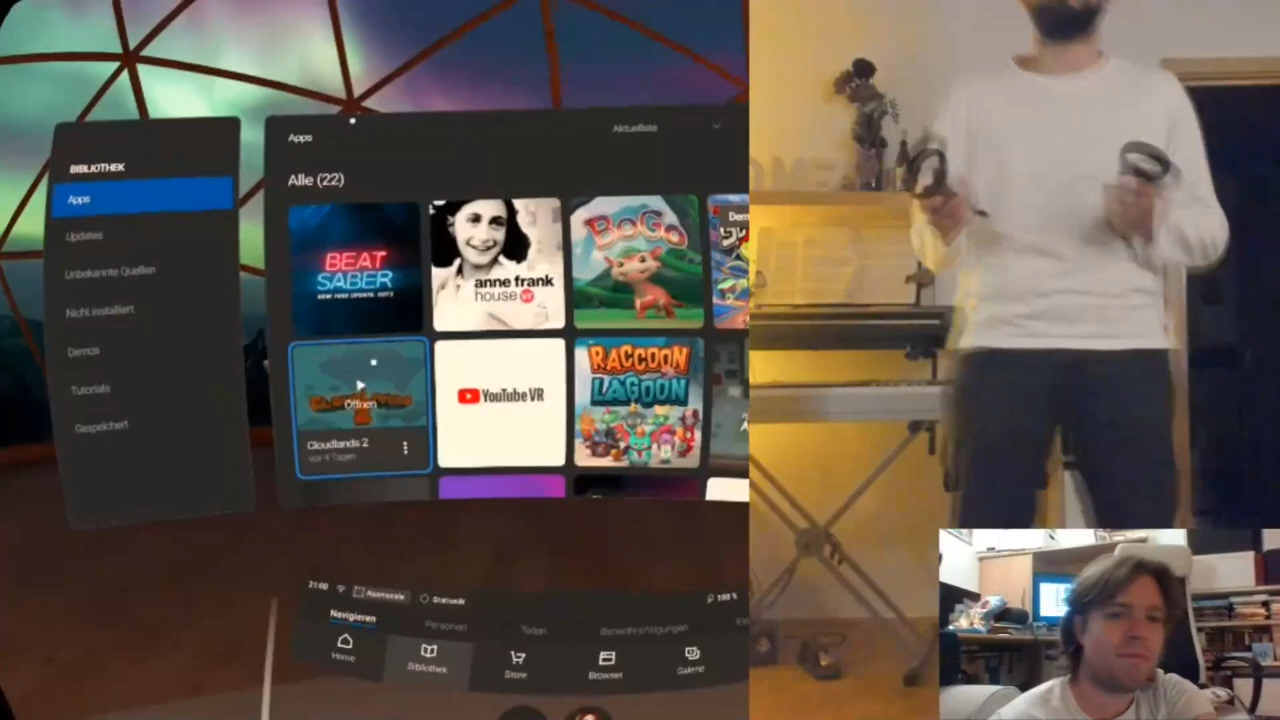 BIBLIOTHEK
Apps
Updates
Unbekannte Quellen
Nicht installiert
Demos
Tutorials
Gespeichert
Apps
Aktuellste
Alle (22)
BEAT
SABER
anne frank
house VR
BOGO
Dem
Öffnen
Cloudlands 2
vor 4 Tagen
YouTube VR
RACCOON
LAGOON
21:00
100 %
Navigieren
Personen
Teilen
Benachrichtigungen
Home
Bibliothek
Store
Browser
Galerie